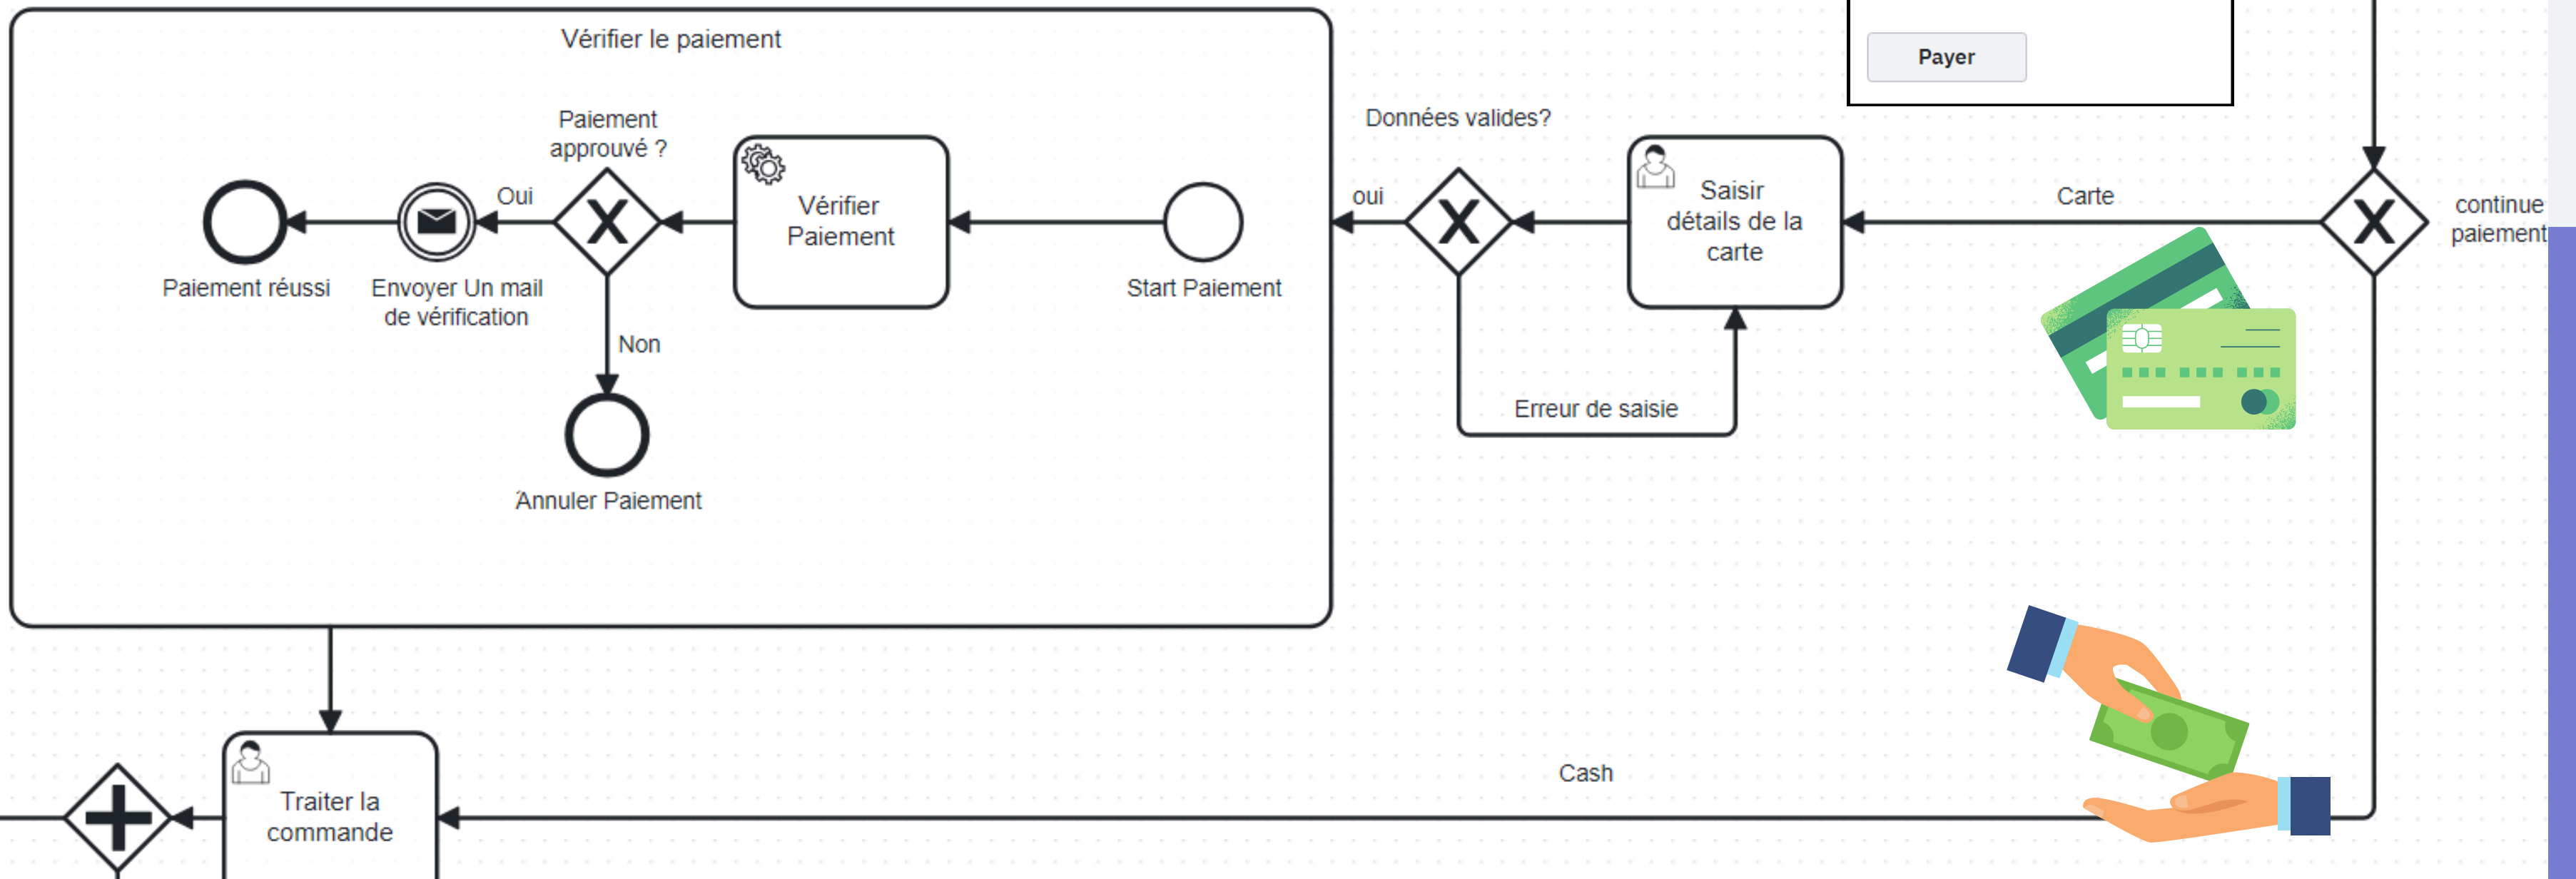 Vérifier le paiement
Payer
Paiement
approuvé ?
Données valides?
Oui
Vérifier
Paiement
oui
Saisir
détails de la
carte
Carte
continue
paiement
Paiement réussi
Envoyer Un mail
de vérification
Start Paiement
Non
Erreur de saisie
Annuler Paiement
Cash
Traiter la
commande